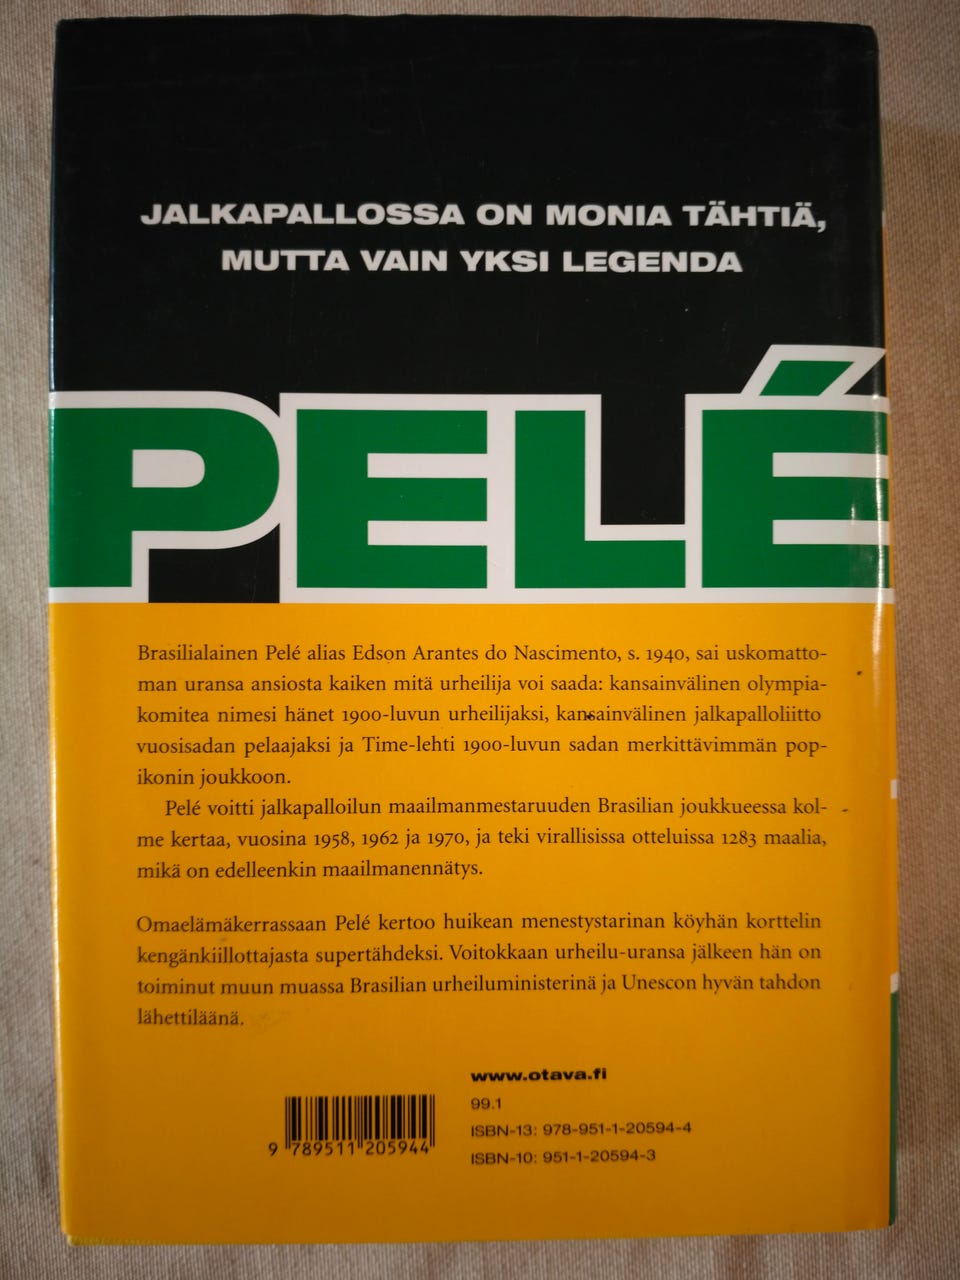 JALKAPALLOSSA ON MONIA TÄHTIÄ,
MUTTA VAIN YKSI LEGENDA
PELÉ
Brasilialainen Pelé alias Edson Arantes do Nascimento, s. 1940, sai uskomatto-
man uransa ansiosta kaiken mitä urheilija voi saada: kansainvälinen olympia-
komitea nimesi hänet 1900-luvun urheilijaksi, kansainvälinen jalkapalloliitto
vuosisadan pelaajaksi ja Time-lehti 1900-luvun sadan merkittävimmän pop-
ikonin joukkoon.
Pelé voitti jalkapalloilun maailmanmestaruuden Brasilian joukkueessa kol-
me kertaa, vuosina 1958, 1962 ja 1970, ja teki virallisissa otteluissa 1283 maalia,
mikä on edelleenkin maailmanennätys.
Omaelämäkerrassaan Pelé kertoo huikean menestystarinan köyhän korttelin
kengänkiillottajasta supertähdeksi. Voitokkaan urheilu-uransa jälkeen hän on
toiminut muun muassa Brasilian urheiluministerinä ja Unescon hyvän tahdon
lähettiläänä.
www.otava.fi
99.1
ISBN-13: 978-951-1-20594-4
ISBN-10: 951-1-20594-3
9 789511 205944